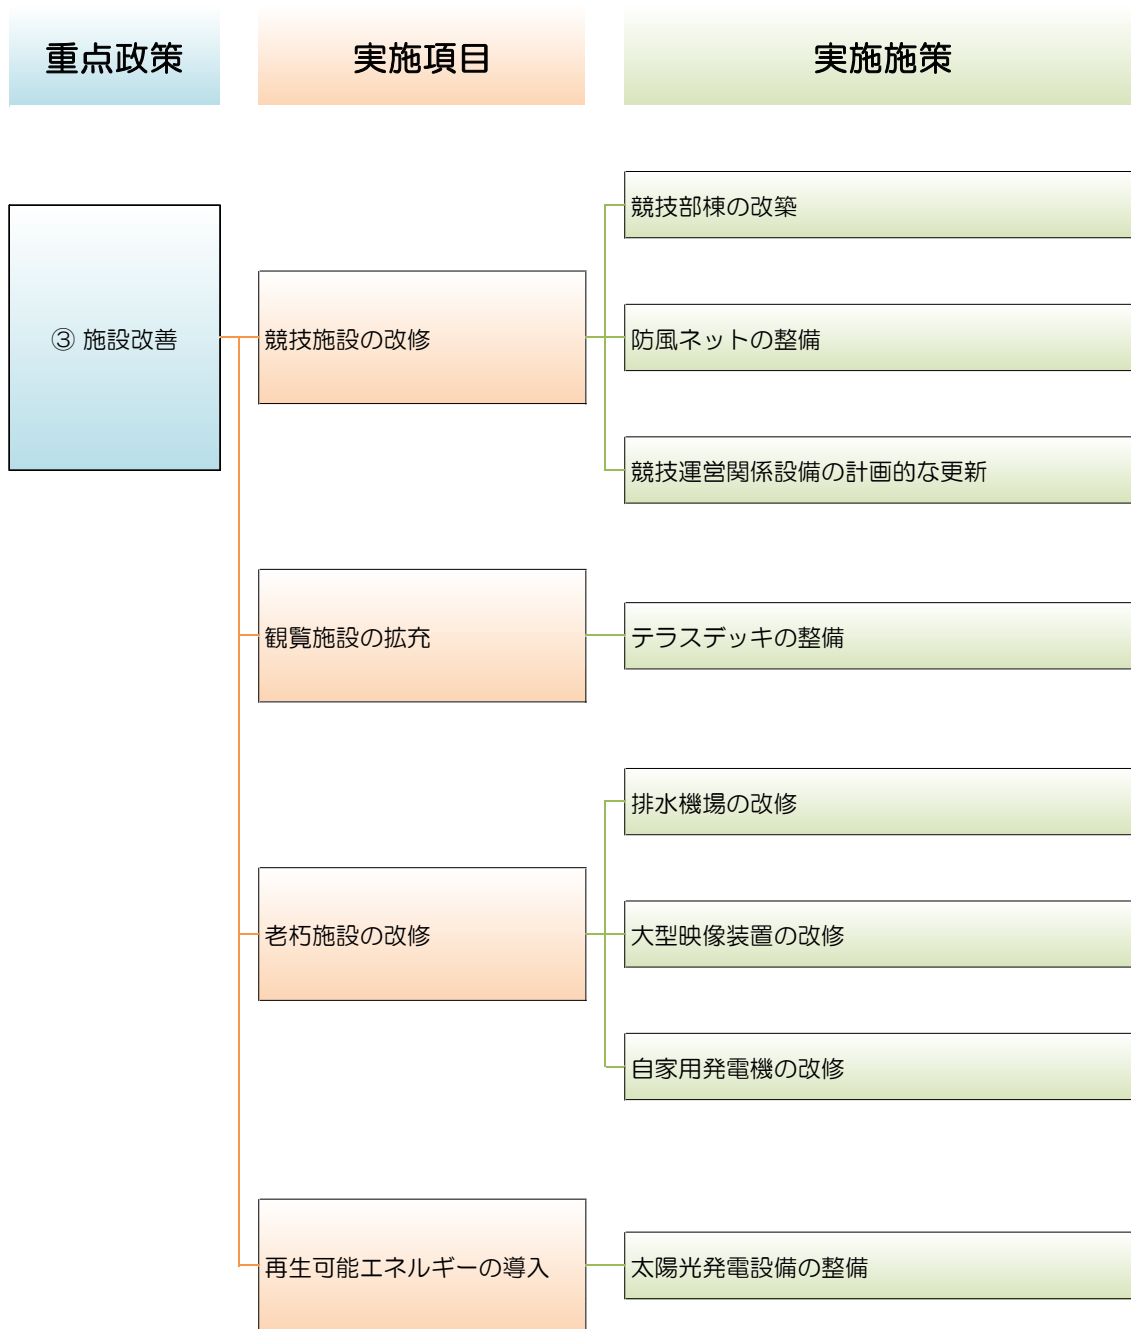 重点政策
実施項目
実施施策
③ 施設改善
競技施設の改修
競技部棟の改築
防風ネットの整備
競技運営関係設備の計画的な更新
観覧施設の拡充
テラスデッキの整備
老朽施設の改修
排水機場の改修
大型映像装置の改修
自家用発電機の改修
再生可能エネルギーの導入
太陽光発電設備の整備